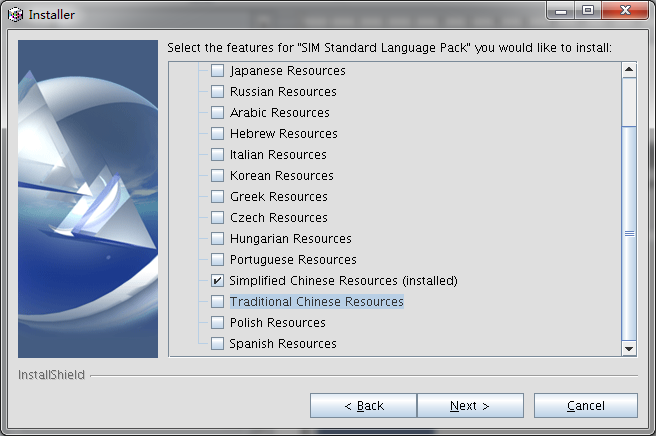 Installer
Select the features for "SIM Standard Language Pack" you would like to install:
Japanese Resources
Russian Resources
Arabic Resources
Hebrew Resources
Italian Resources
Korean Resources
Greek Resources
Czech Resources
Hungarian Resources
Portuguese Resources
Simplified Chinese Resources (installed)
Traditional Chinese Resources
Polish Resources
Spanish Resources
InstallShield
< Back
Next >
Cancel